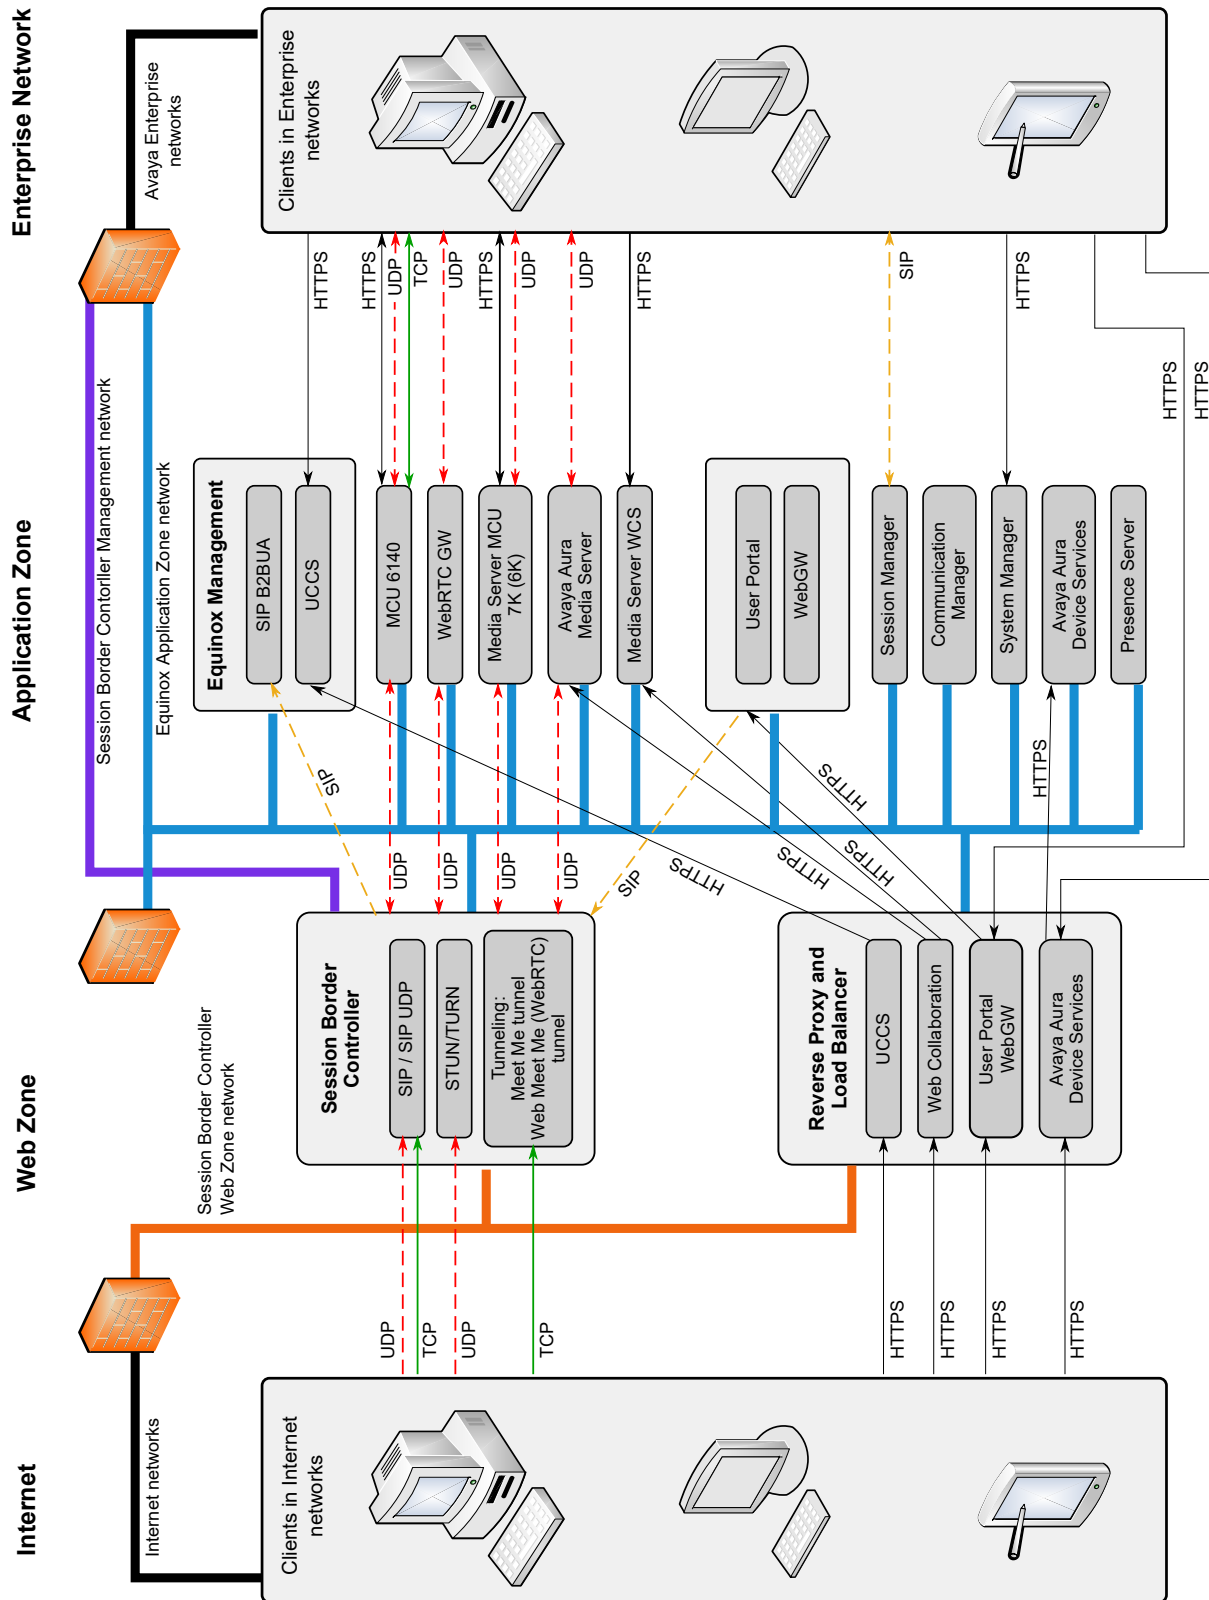 Internet
Web Zone
Application Zone
Enterprise Network
Internet networks
Session Border Controller
Web Zone network
Session Border Contorller Management network
Equinox Application Zone network
Avaya Enterprise
networks
Clients in Internet
networks
UDP
TCP
UDP
TCP
HTTPS
HTTPS
HTTPS
HTTPS
Session Border
Controller
SIP / SIP UDP
STUN/TURN
Tunneling:
Meet Me tunnel
Web Meet Me (WebRTC)
tunnel
Reverse Proxy and
Load Balancer
UCCS
Web Collaboration
User Portal
WebGW
Avaya Aura
Device Services
SIP
UDP
UDP
UDP
UDP
SIP
HTTPS
HTTPS
HTTPS
HTTPS
HTTPS
Equinox Management
SIP B2BUA
UCCS
MCU 6140
WebRTC GW
Media Server MCU
7K (6K)
Avaya Aura
Media Server
Media Server WCS
User Portal
WebGW
Session Manager
Communication
Manager
System Manager
Avaya Aura
Device Services
Presence Server
HTTPS
HTTPS
UDP
TCP
UDP
HTTPS
UDP
UDP
HTTPS
SIP
HTTPS
HTTPS
HTTPS
Clients in Enterprise
networks